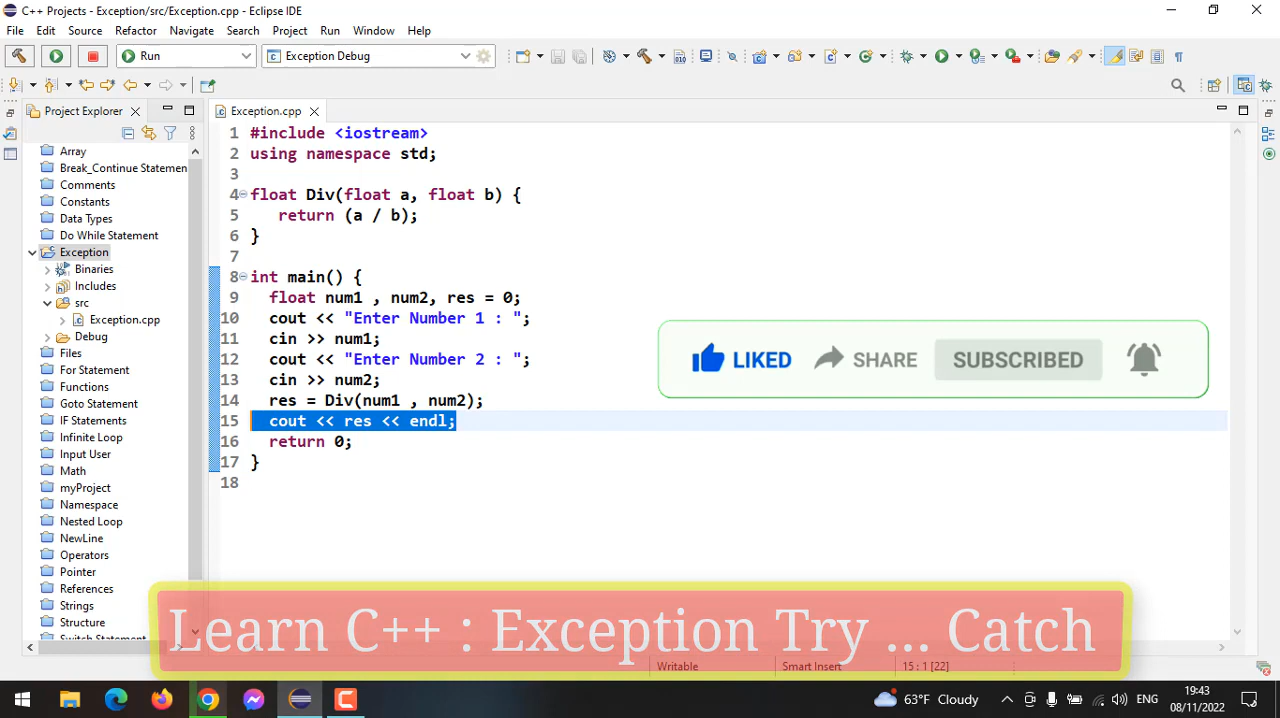 C++ Projects - Exception/src/Exception.cpp - Eclipse IDE
File Edit Source Refactor Navigate Search Project Run Window Help
Run
Exception Debug
Project Explorer
Exception.cpp
Array
Break_Continue Statemen
Comments
Constants
Data Types
Do While Statement
Exception
Binaries
Includes
src
Exception.cpp
Debug
Files
For Statement
Functions
Goto Statement
IF Statements
Infinite Loop
Input User
Math
myProject
Namespace
Nested Loop
NewLine
Operators
Pointer
References
Strings
Structure
Switch Statement
1 #include <iostream>
2 using namespace std;
3
4 float Div(float a, float b) {
5 return (a / b);
6 }
7
8 int main() {
9 float num1 , num2, res = 0;
10 cout << "Enter Number 1 : ";
11 cin >> num1;
12 cout << "Enter Number 2 : ";
13 cin >> num2;
14 res = Div(num1 , num2);
15 cout << res << endl;
16 return 0;
17 }
18
LIKED SHARE SUBSCRIBED
Learn C++ : Exception Try ... Catch
Writable Smart Insert 15 : 1 [22]
63°F Cloudy ENG 19:43
08/11/2022